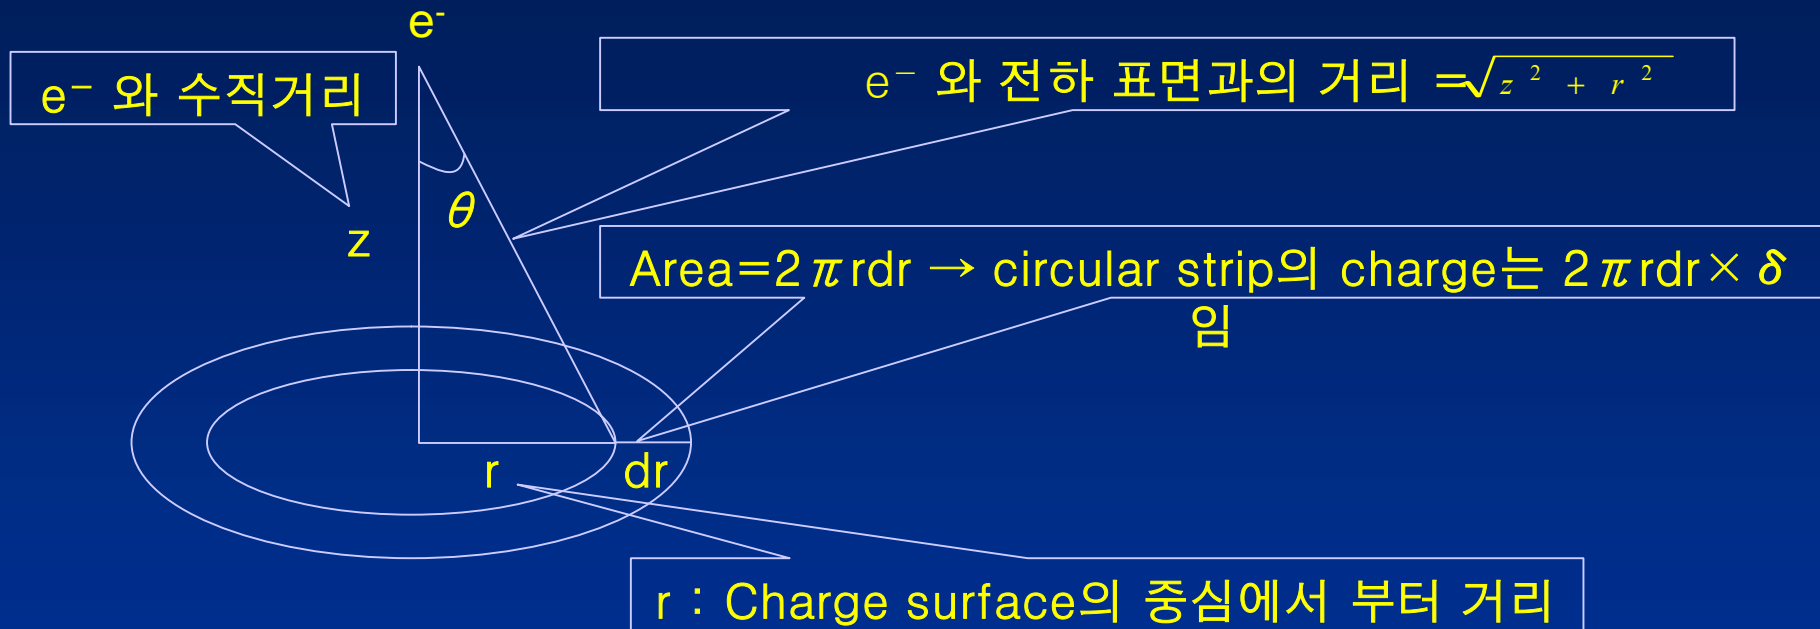 e⁻
e⁻ 와 수직거리
e⁻ 와 전하 표면과의 거리 =√z² + r²
θ
z
Area=2πrdr → circular strip의 charge는 2πrdr×δ
임
r
dr
r : Charge surface의 중심에서 부터 거리